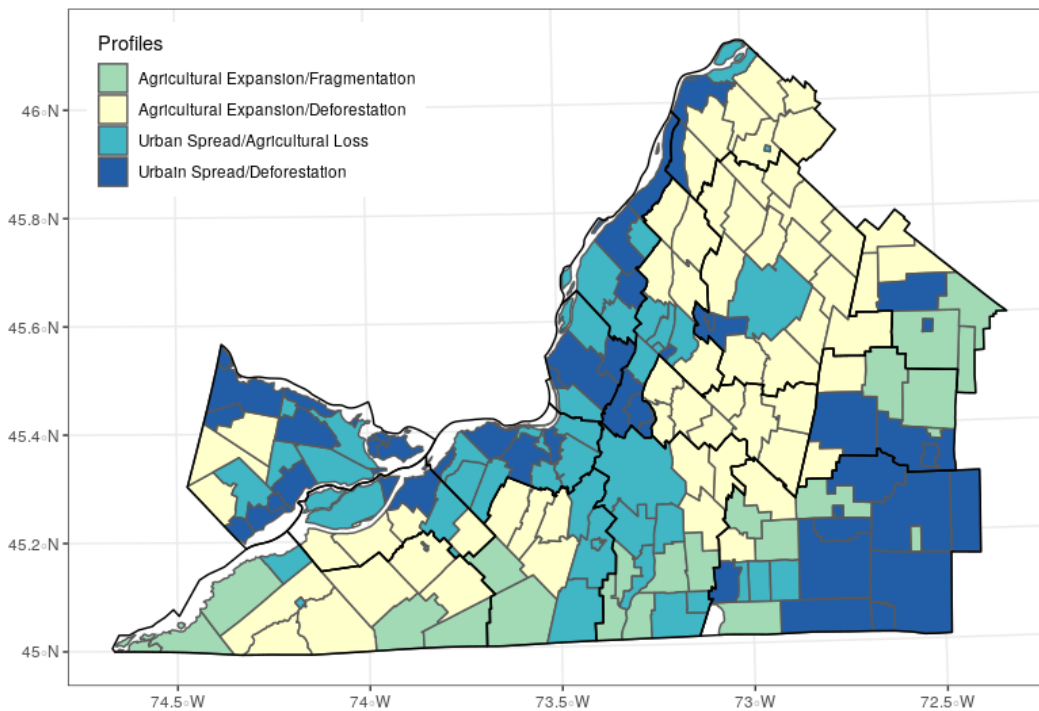 Profiles
Agricultural Expansion/Fragmentation
Agricultural Expansion/Deforestation
Urban Spread/Agricultural Loss
Urbain Spread/Deforestation
46○N
45.8○N
45.6○N
45.4○N
45.2○N
45○N
74.5○W 74○W 73.5○W 73○W 72.5○W